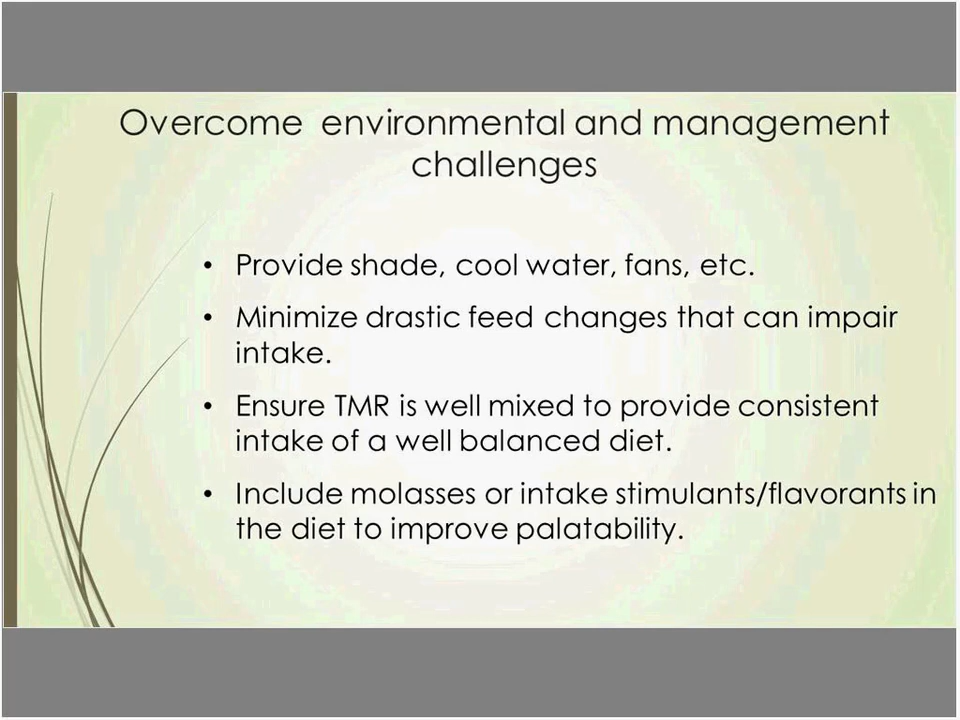 Overcome environmental and management
challenges
• Provide shade, cool water, fans, etc.
• Minimize drastic feed changes that can impair
intake.
• Ensure TMR is well mixed to provide consistent
intake of a well balanced diet.
• Include molasses or intake stimulants/flavorants in
the diet to improve palatability.